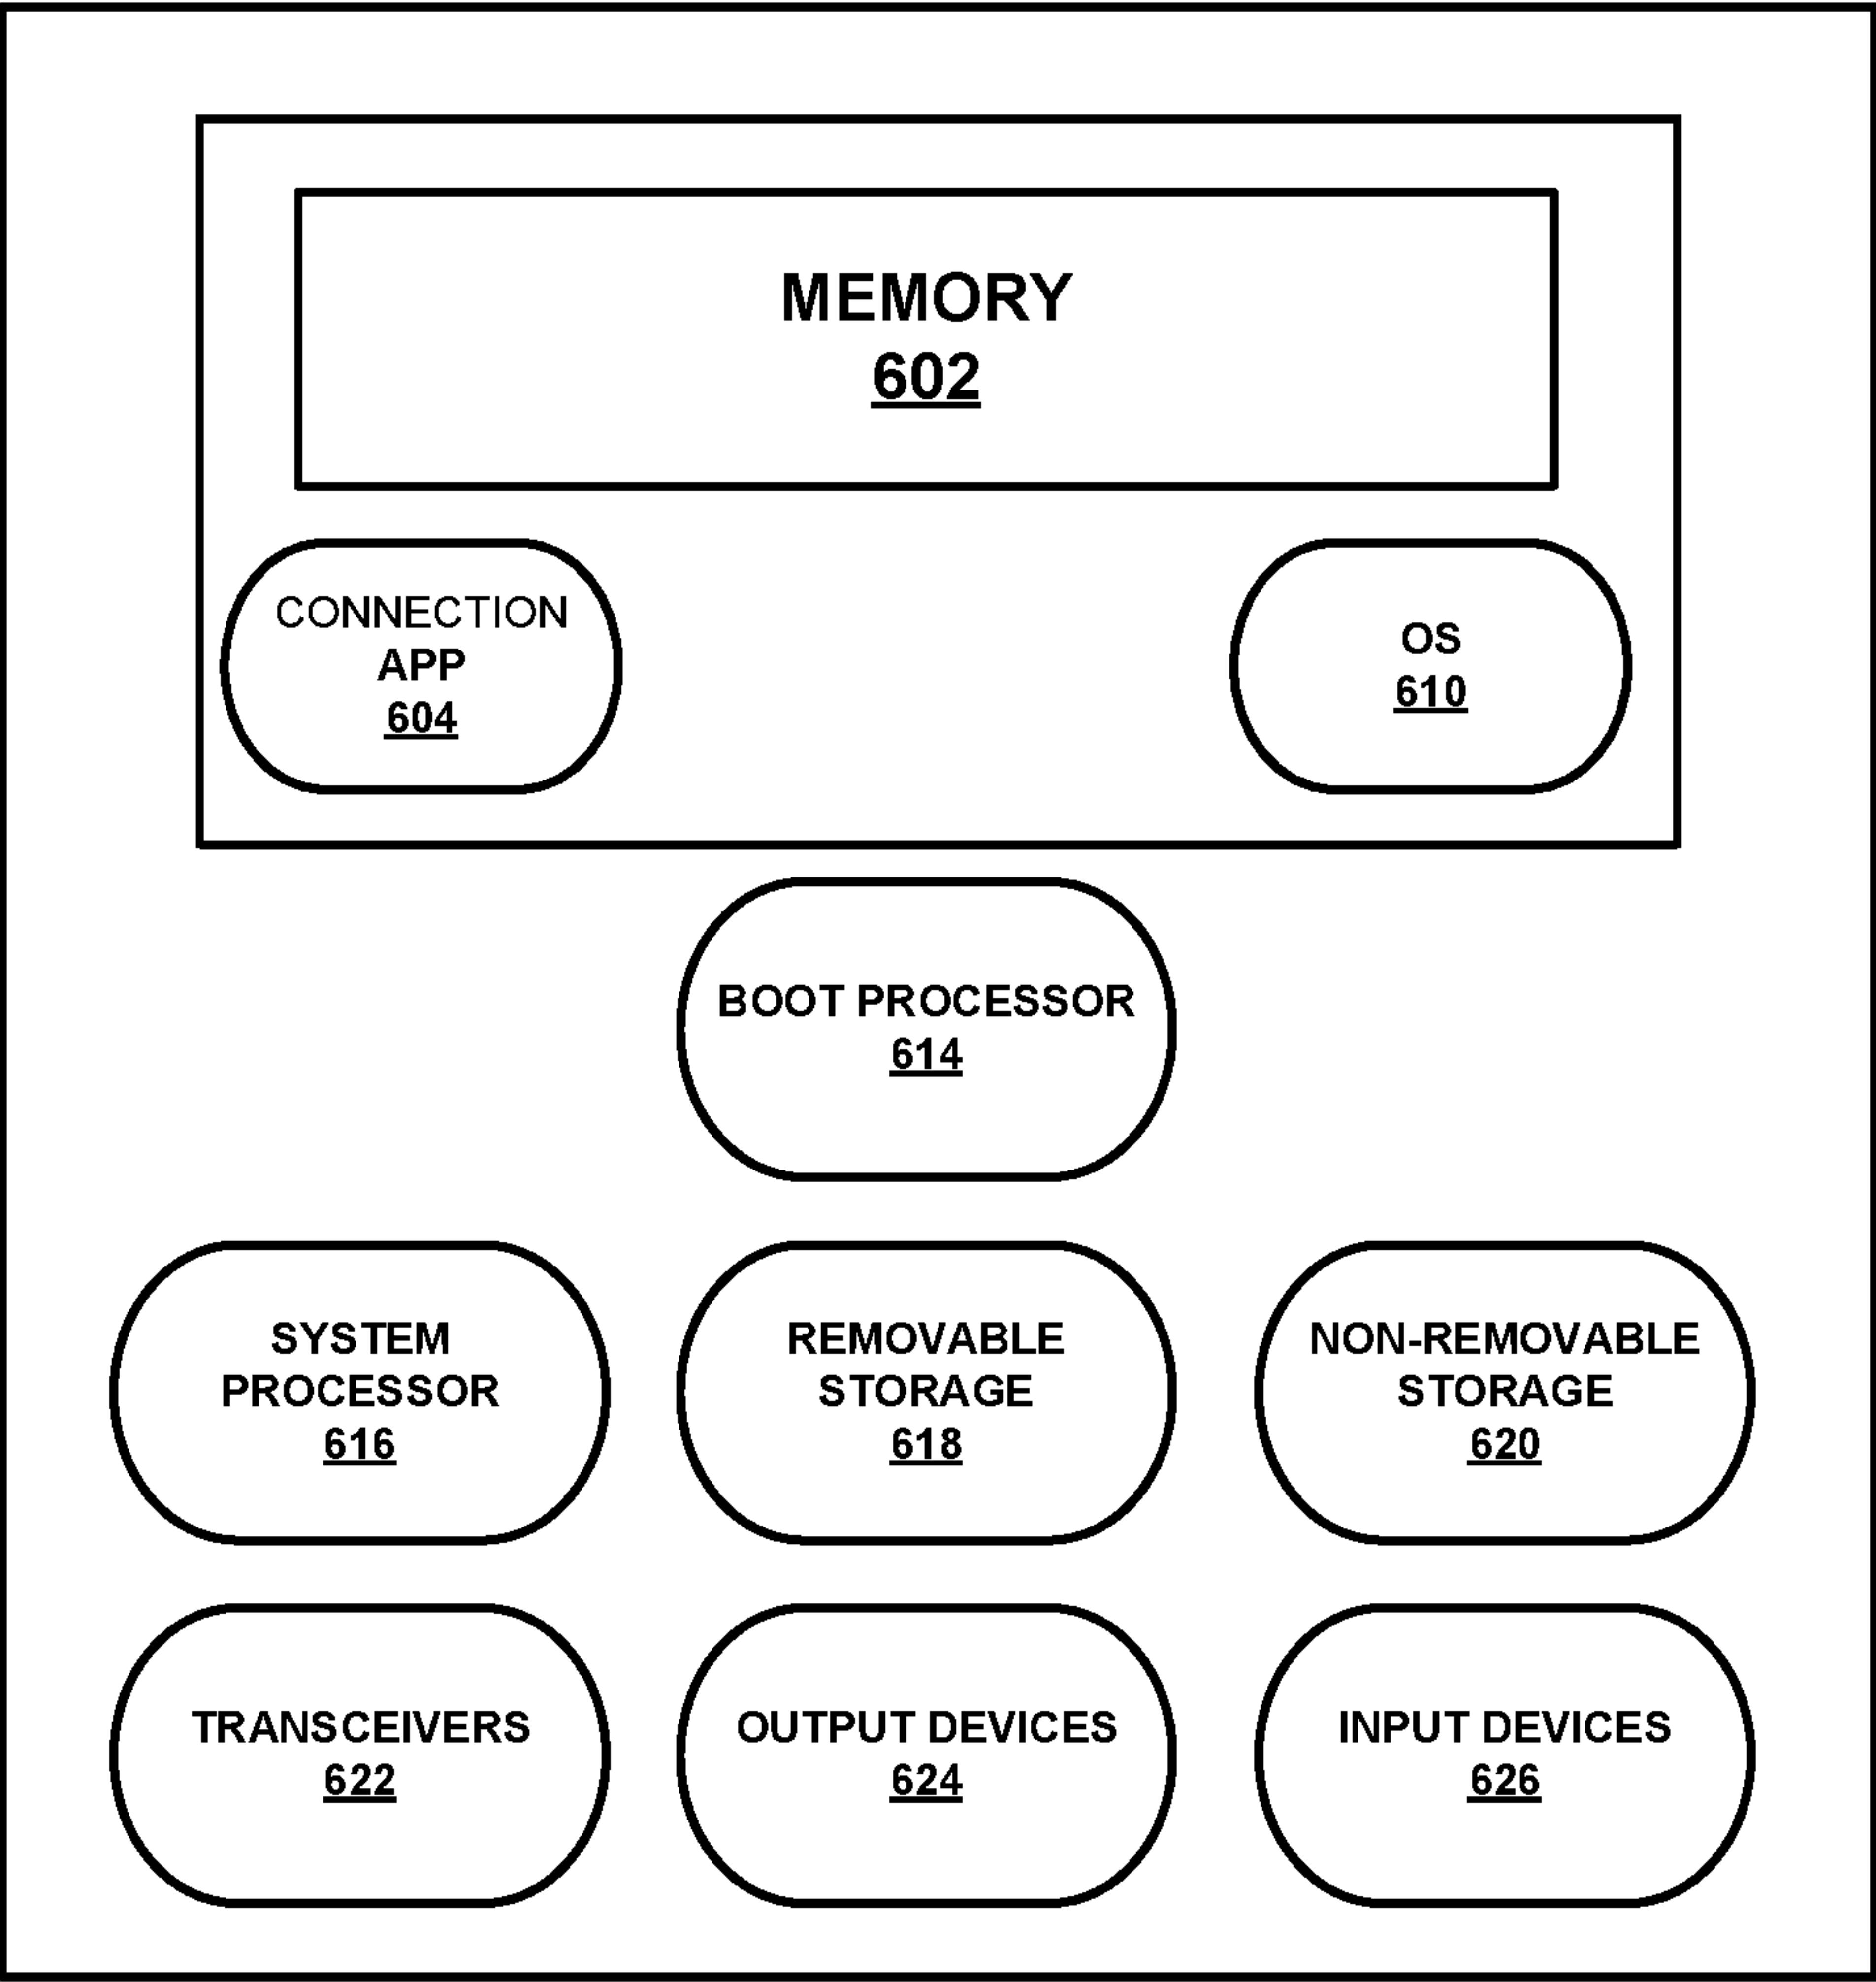 MEMORY
602
CONNECTION
APP
604
OS
610
BOOT PROCESSOR
614
SYSTEM
PROCESSOR
616
REMOVABLE
STORAGE
618
NON-REMOVABLE
STORAGE
620
TRANSCEIVERS
622
OUTPUT DEVICES
624
INPUT DEVICES
626